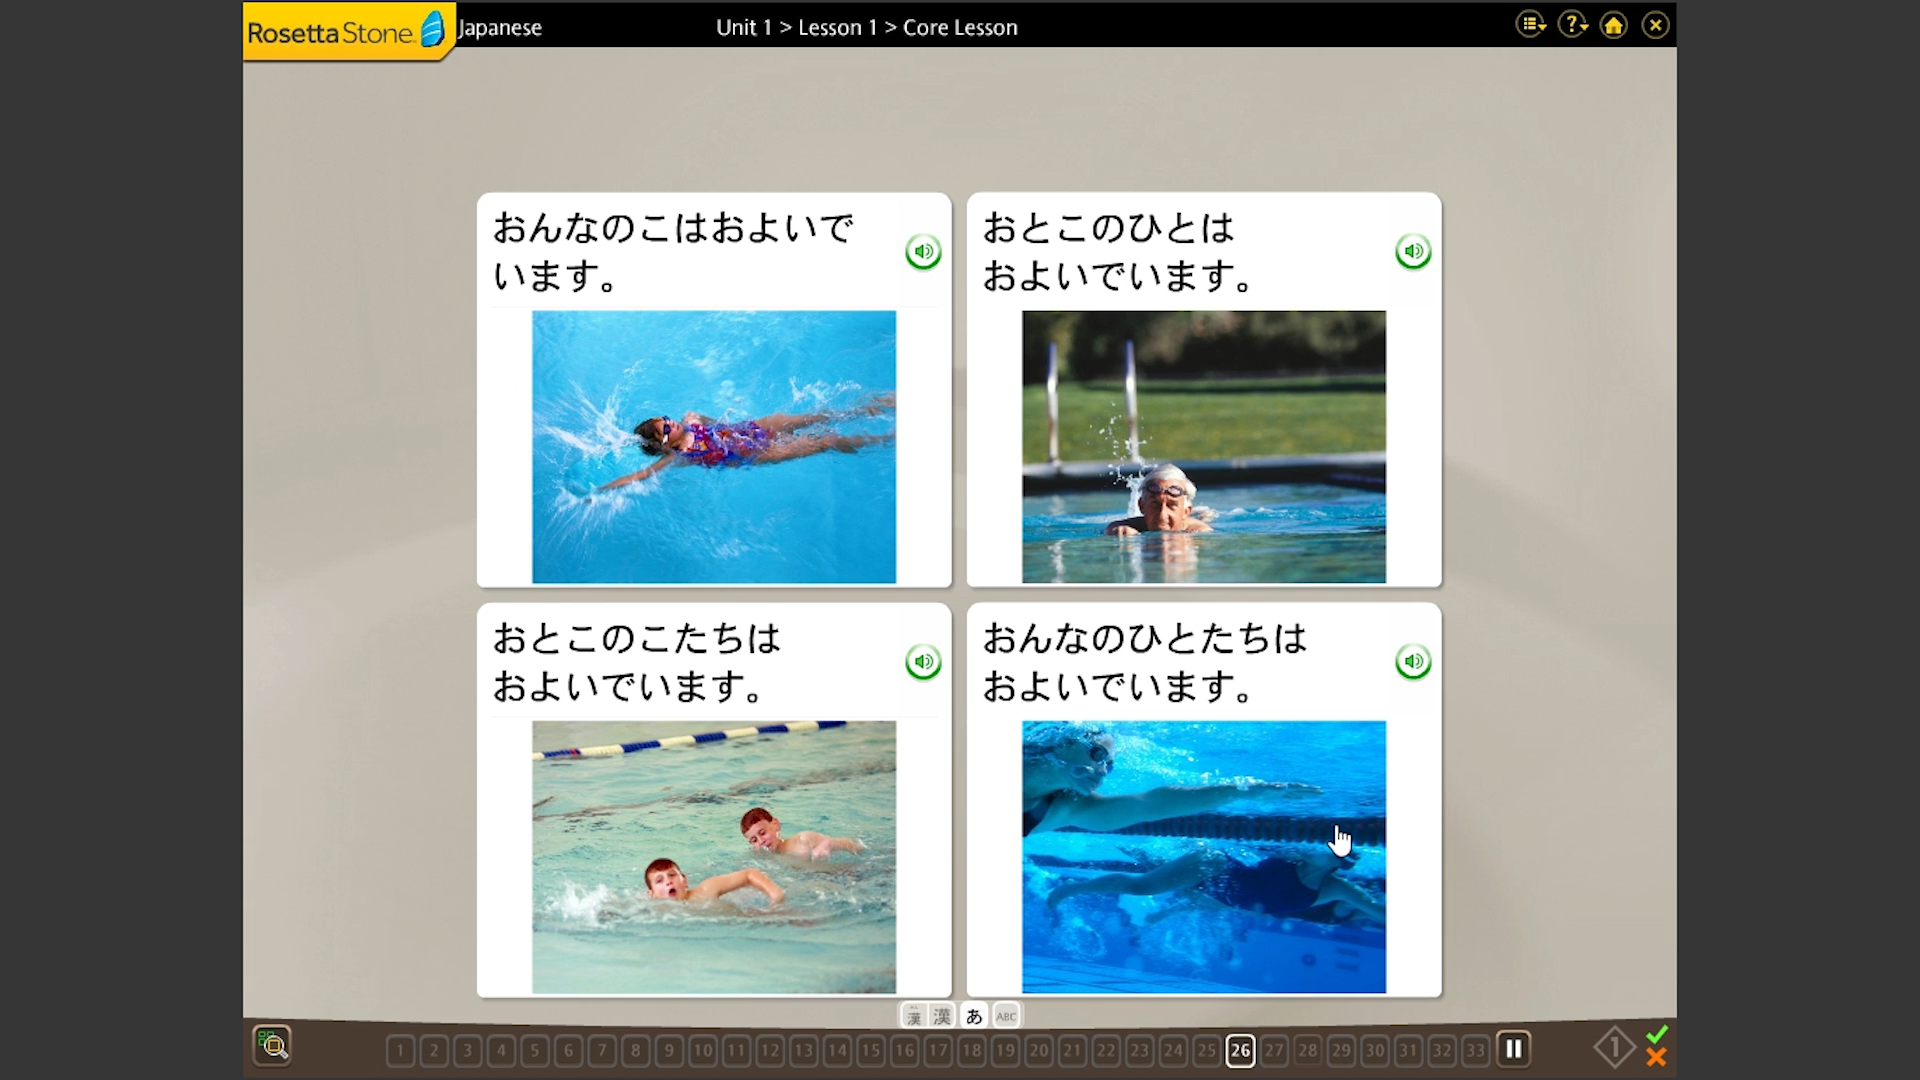 Rosetta Stone
Japanese
Unit 1 > Lesson 1 > Core Lesson
おんなのこはおよいで
います。
おとこのひとは
およいでいます。
おとこのこたちは
およいでいます。
おんなのひとたちは
およいでいます。
漢 漢 あ ABC
1 2 3 4 5 6 7 8 9 10 11 12 13 14 15 16 17 18 19 20 21 22 23 24 25 26 27 28 29 30 31 32 33
1